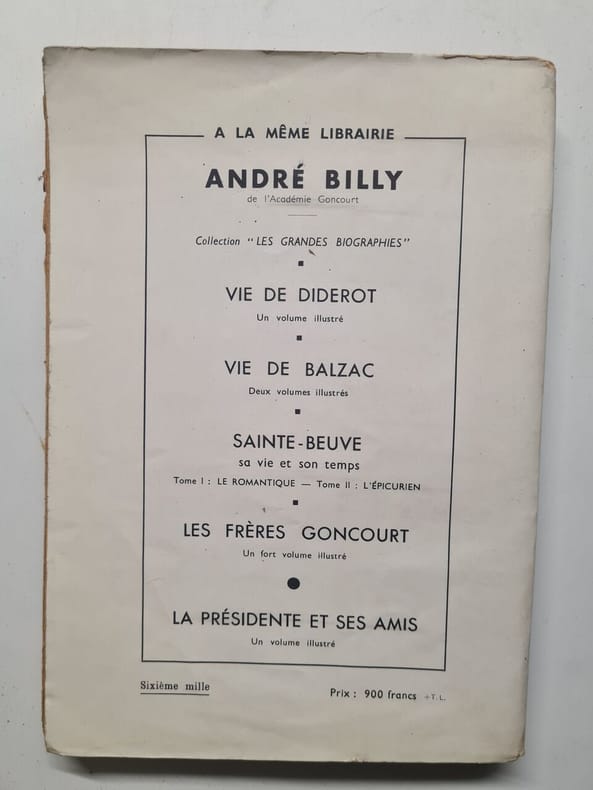 A LA MÊME LIBRAIRIE
ANDRÉ BILLY
de l'Académie Goncourt
Collection "LES GRANDES BIOGRAPHIES"
VIE DE DIDEROT
Un volume illustré
VIE DE BALZAC
Deux volumes illustrés
SAINTE-BEUVE
sa vie et son temps
Tome I : LE ROMANTIQUE — Tome II : L'ÉPICURIEN
LES FRÈRES GONCOURT
Un fort volume illustré
LA PRÉSIDENTE ET SES AMIS
Un volume illustré
Sixième mille
Prix : 900 francs +T.L.